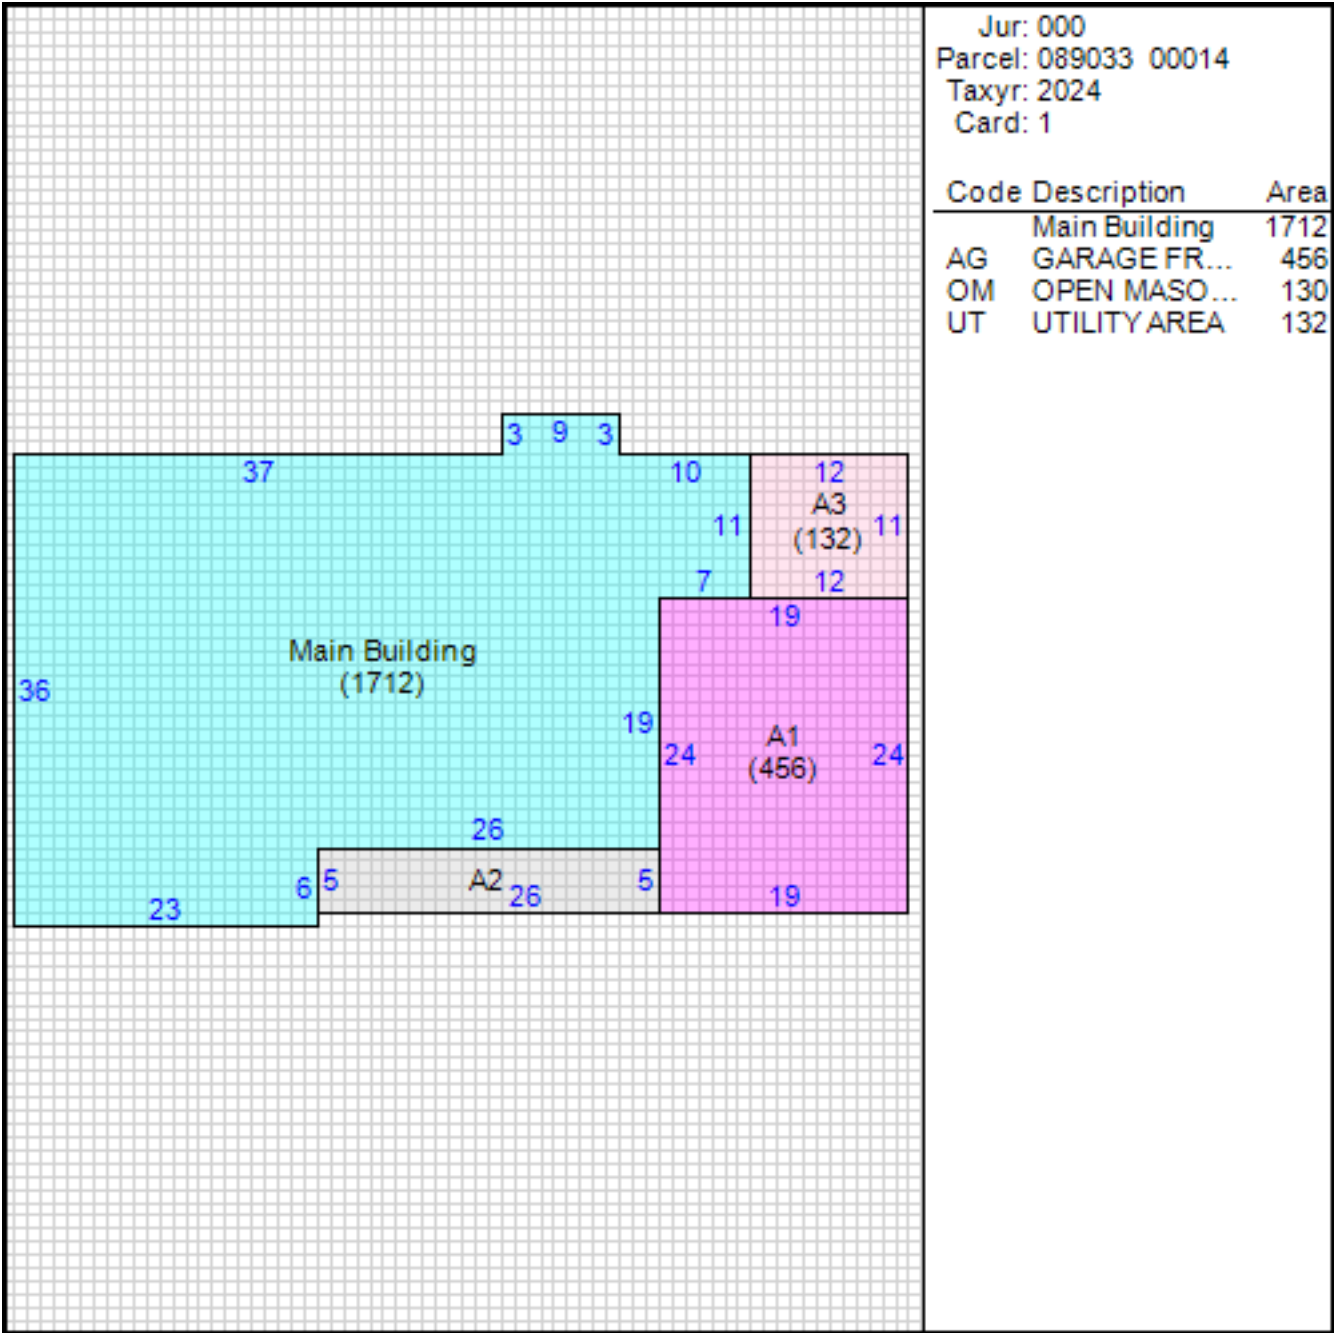 Jur: 000
Parcel: 089033 00014
Taxyr: 2024
Card: 1
Code Description Area
Main Building 1712
AG GARAGE FR... 456
OM OPEN MASO... 130
UT UTILITY AREA 132
3 9 3
37 10 12
A3
11 (132) 11
7 12
19
Main Building
(1712)
36
19
24 A1 24
(456)
26
6 5 A2 26 5
23 19